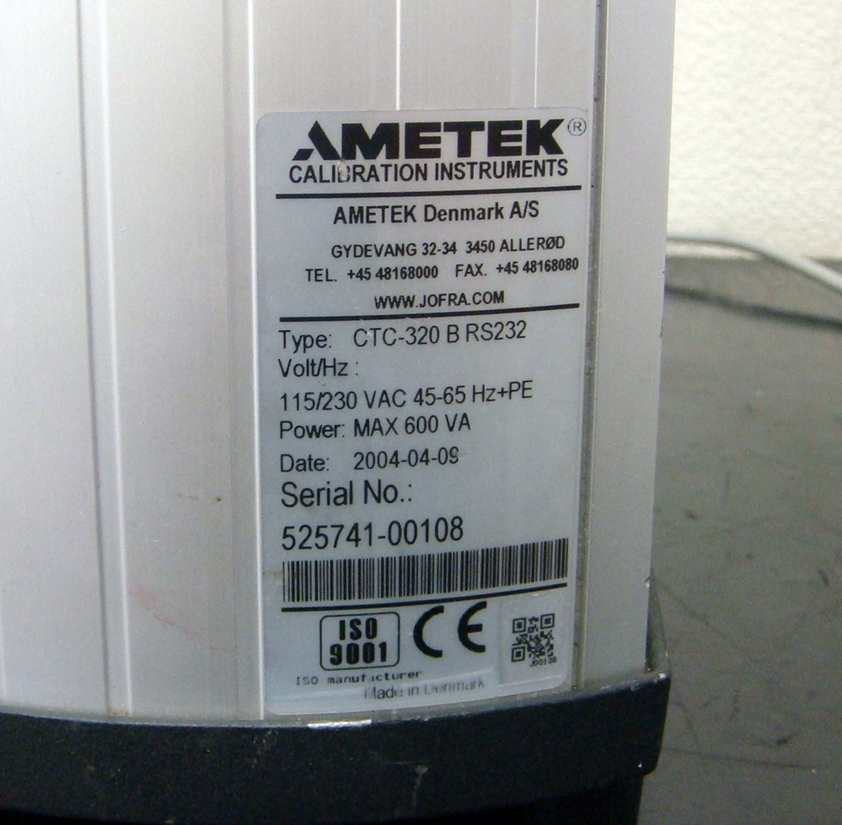 AMETEK®
CALIBRATION INSTRUMENTS
AMETEK Denmark A/S
GYDEVANG 32-34 3450 ALLERØD
TEL. +45 48168000 FAX. +45 48168080
WWW.JOFRA.COM
Type: CTC-320 B RS232
Volt/Hz :
115/230 VAC 45-65 Hz+PE
Power: MAX 600 VA
Date: 2004-04-09
Serial No.:
525741-00108
ISO
9001
CE
J00136
ISO manufacturer
Made in Denmark